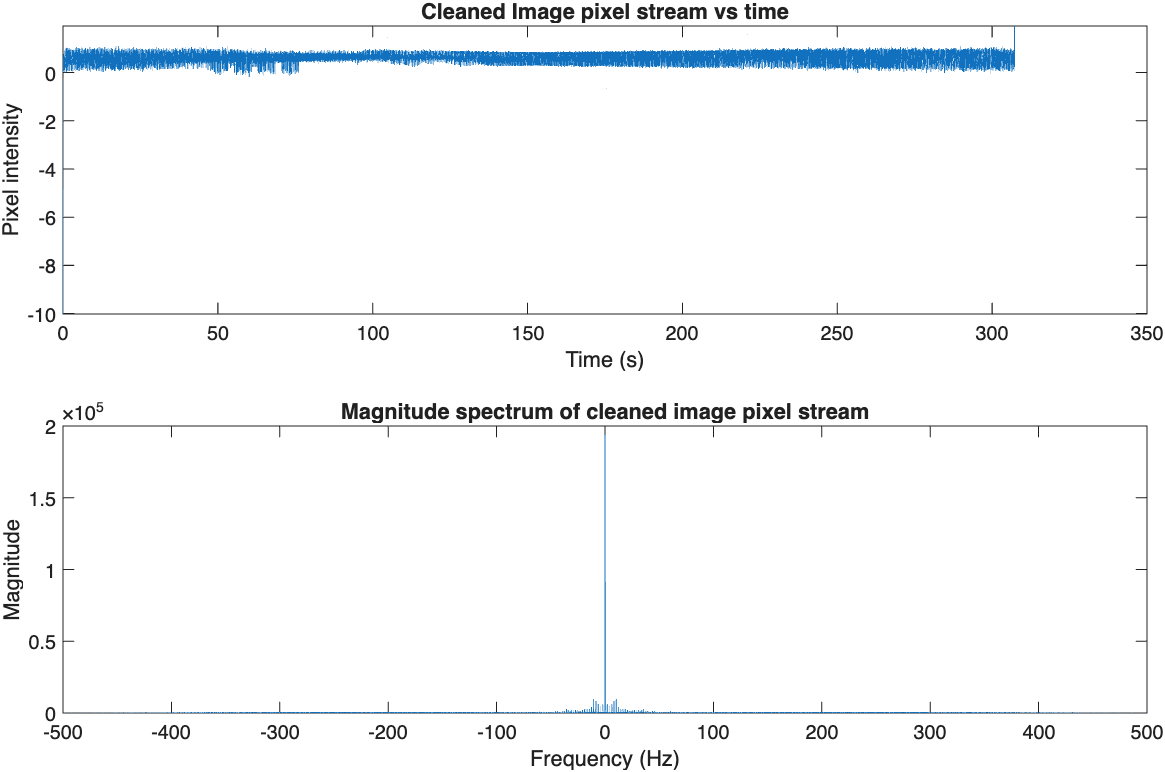 Cleaned Image pixel stream vs time
Pixel intensity
0
-2
-4
-6
-8
-10
0 50 100 150 200 250 300 350
Time (s)
Magnitude spectrum of cleaned image pixel stream
×10⁵
Magnitude
2
1.5
1
0.5
0
-500 -400 -300 -200 -100 0 100 200 300 400 500
Frequency (Hz)